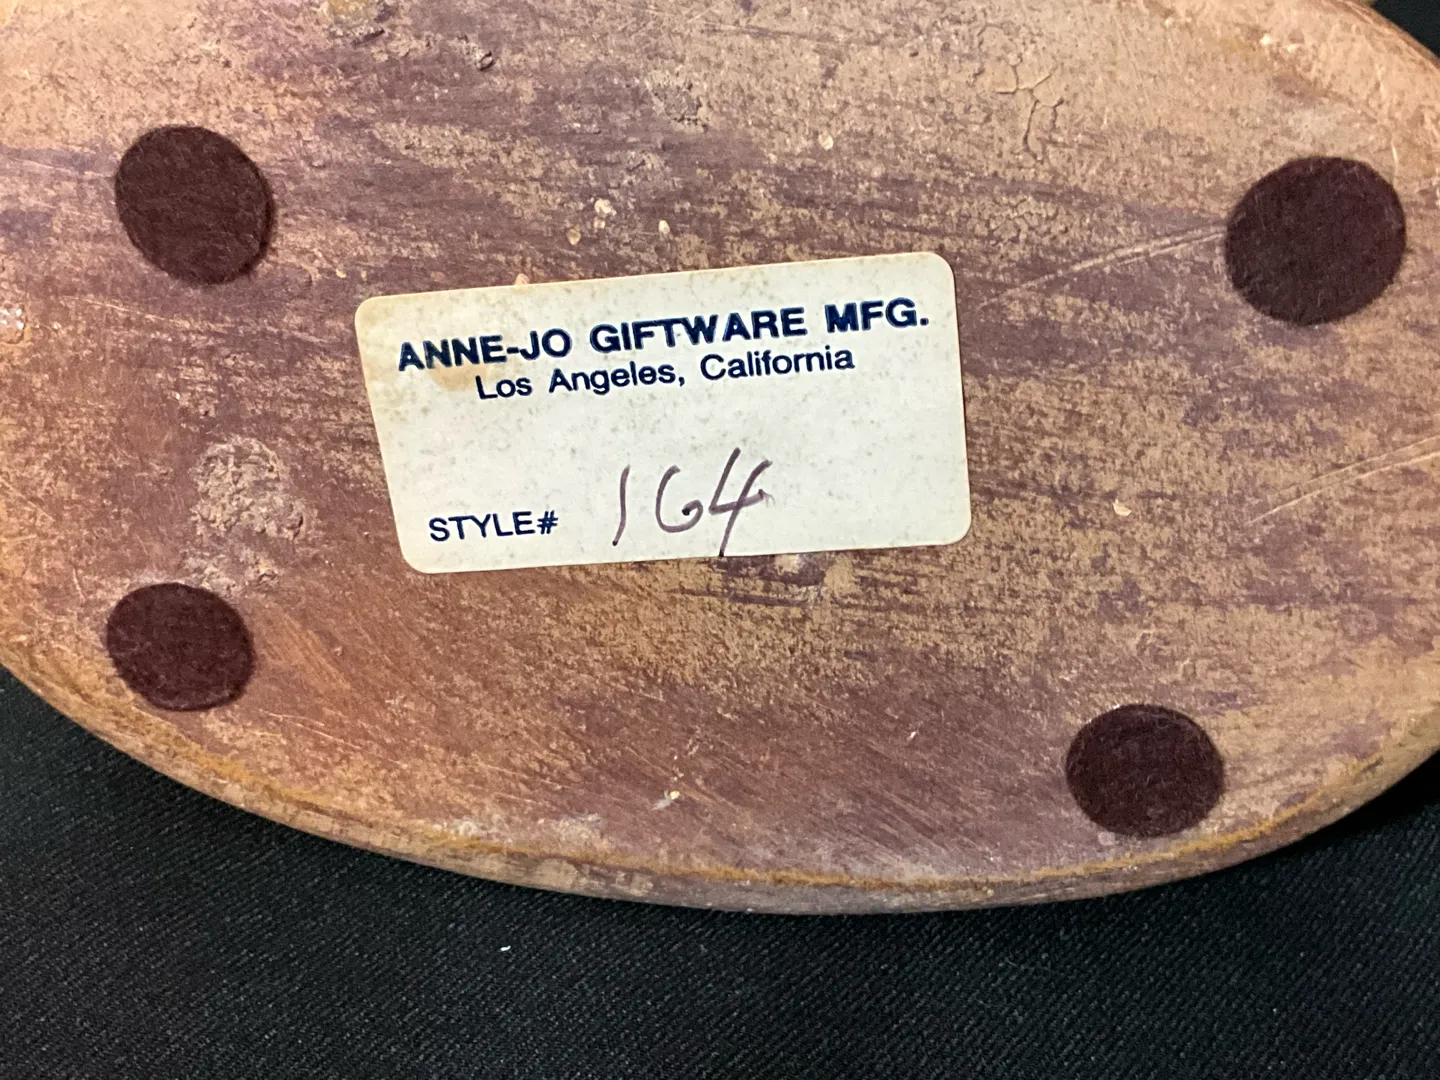 ANNE-JO GIFTWARE MFG.
Los Angeles, California
STYLE# 164